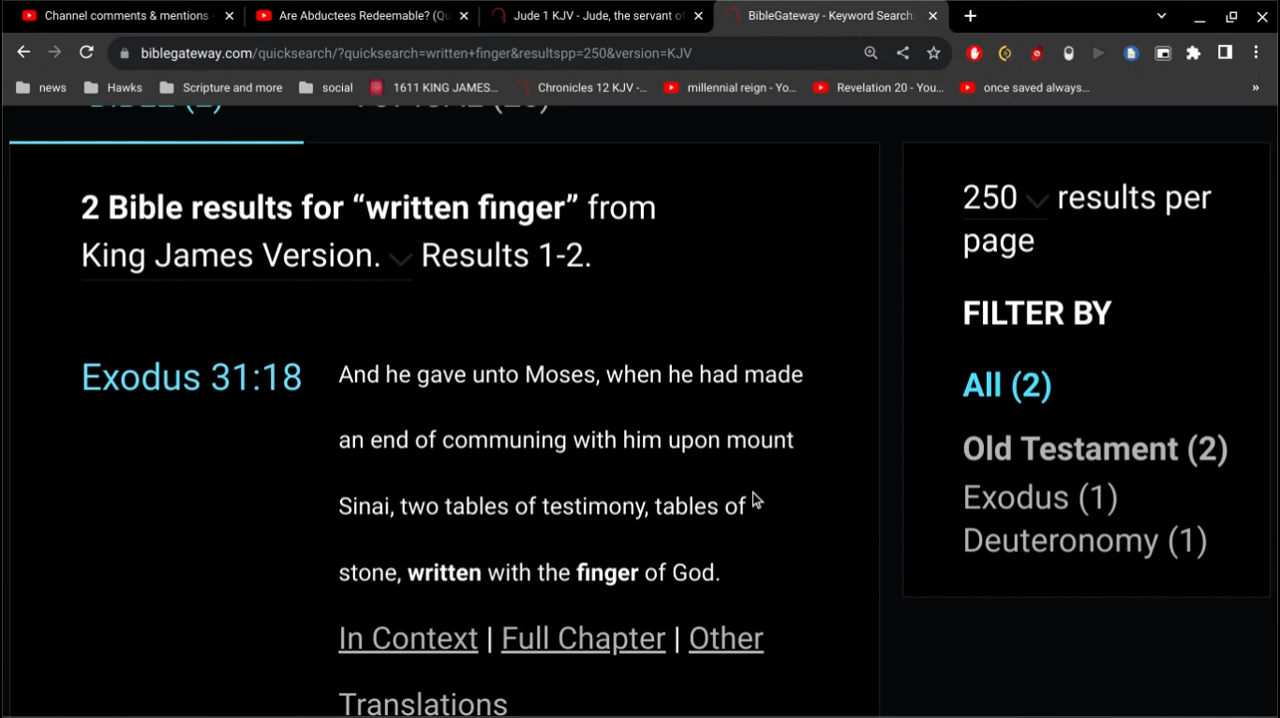 Channel comments & mentions
Are Abductees Redeemable? (Qu
Jude 1 KJV - Jude, the servant of
BibleGateway - Keyword Search:
biblegateway.com/quicksearch/?quicksearch=written+finger&resultspp=250&version=KJV
news
Hawks
Scripture and more
social
1611 KING JAMES...
Chronicles 12 KJV -...
millennial reign - Yo...
Revelation 20 - You...
once saved always...
»
2 Bible results for “written finger” from
King James Version. Results 1-2.
Exodus 31:18
And he gave unto Moses, when he had made
an end of communing with him upon mount
Sinai, two tables of testimony, tables of
stone, written with the finger of God.
In Context | Full Chapter | Other
Translations
250 results per
page
FILTER BY
All (2)
Old Testament (2)
Exodus (1)
Deuteronomy (1)